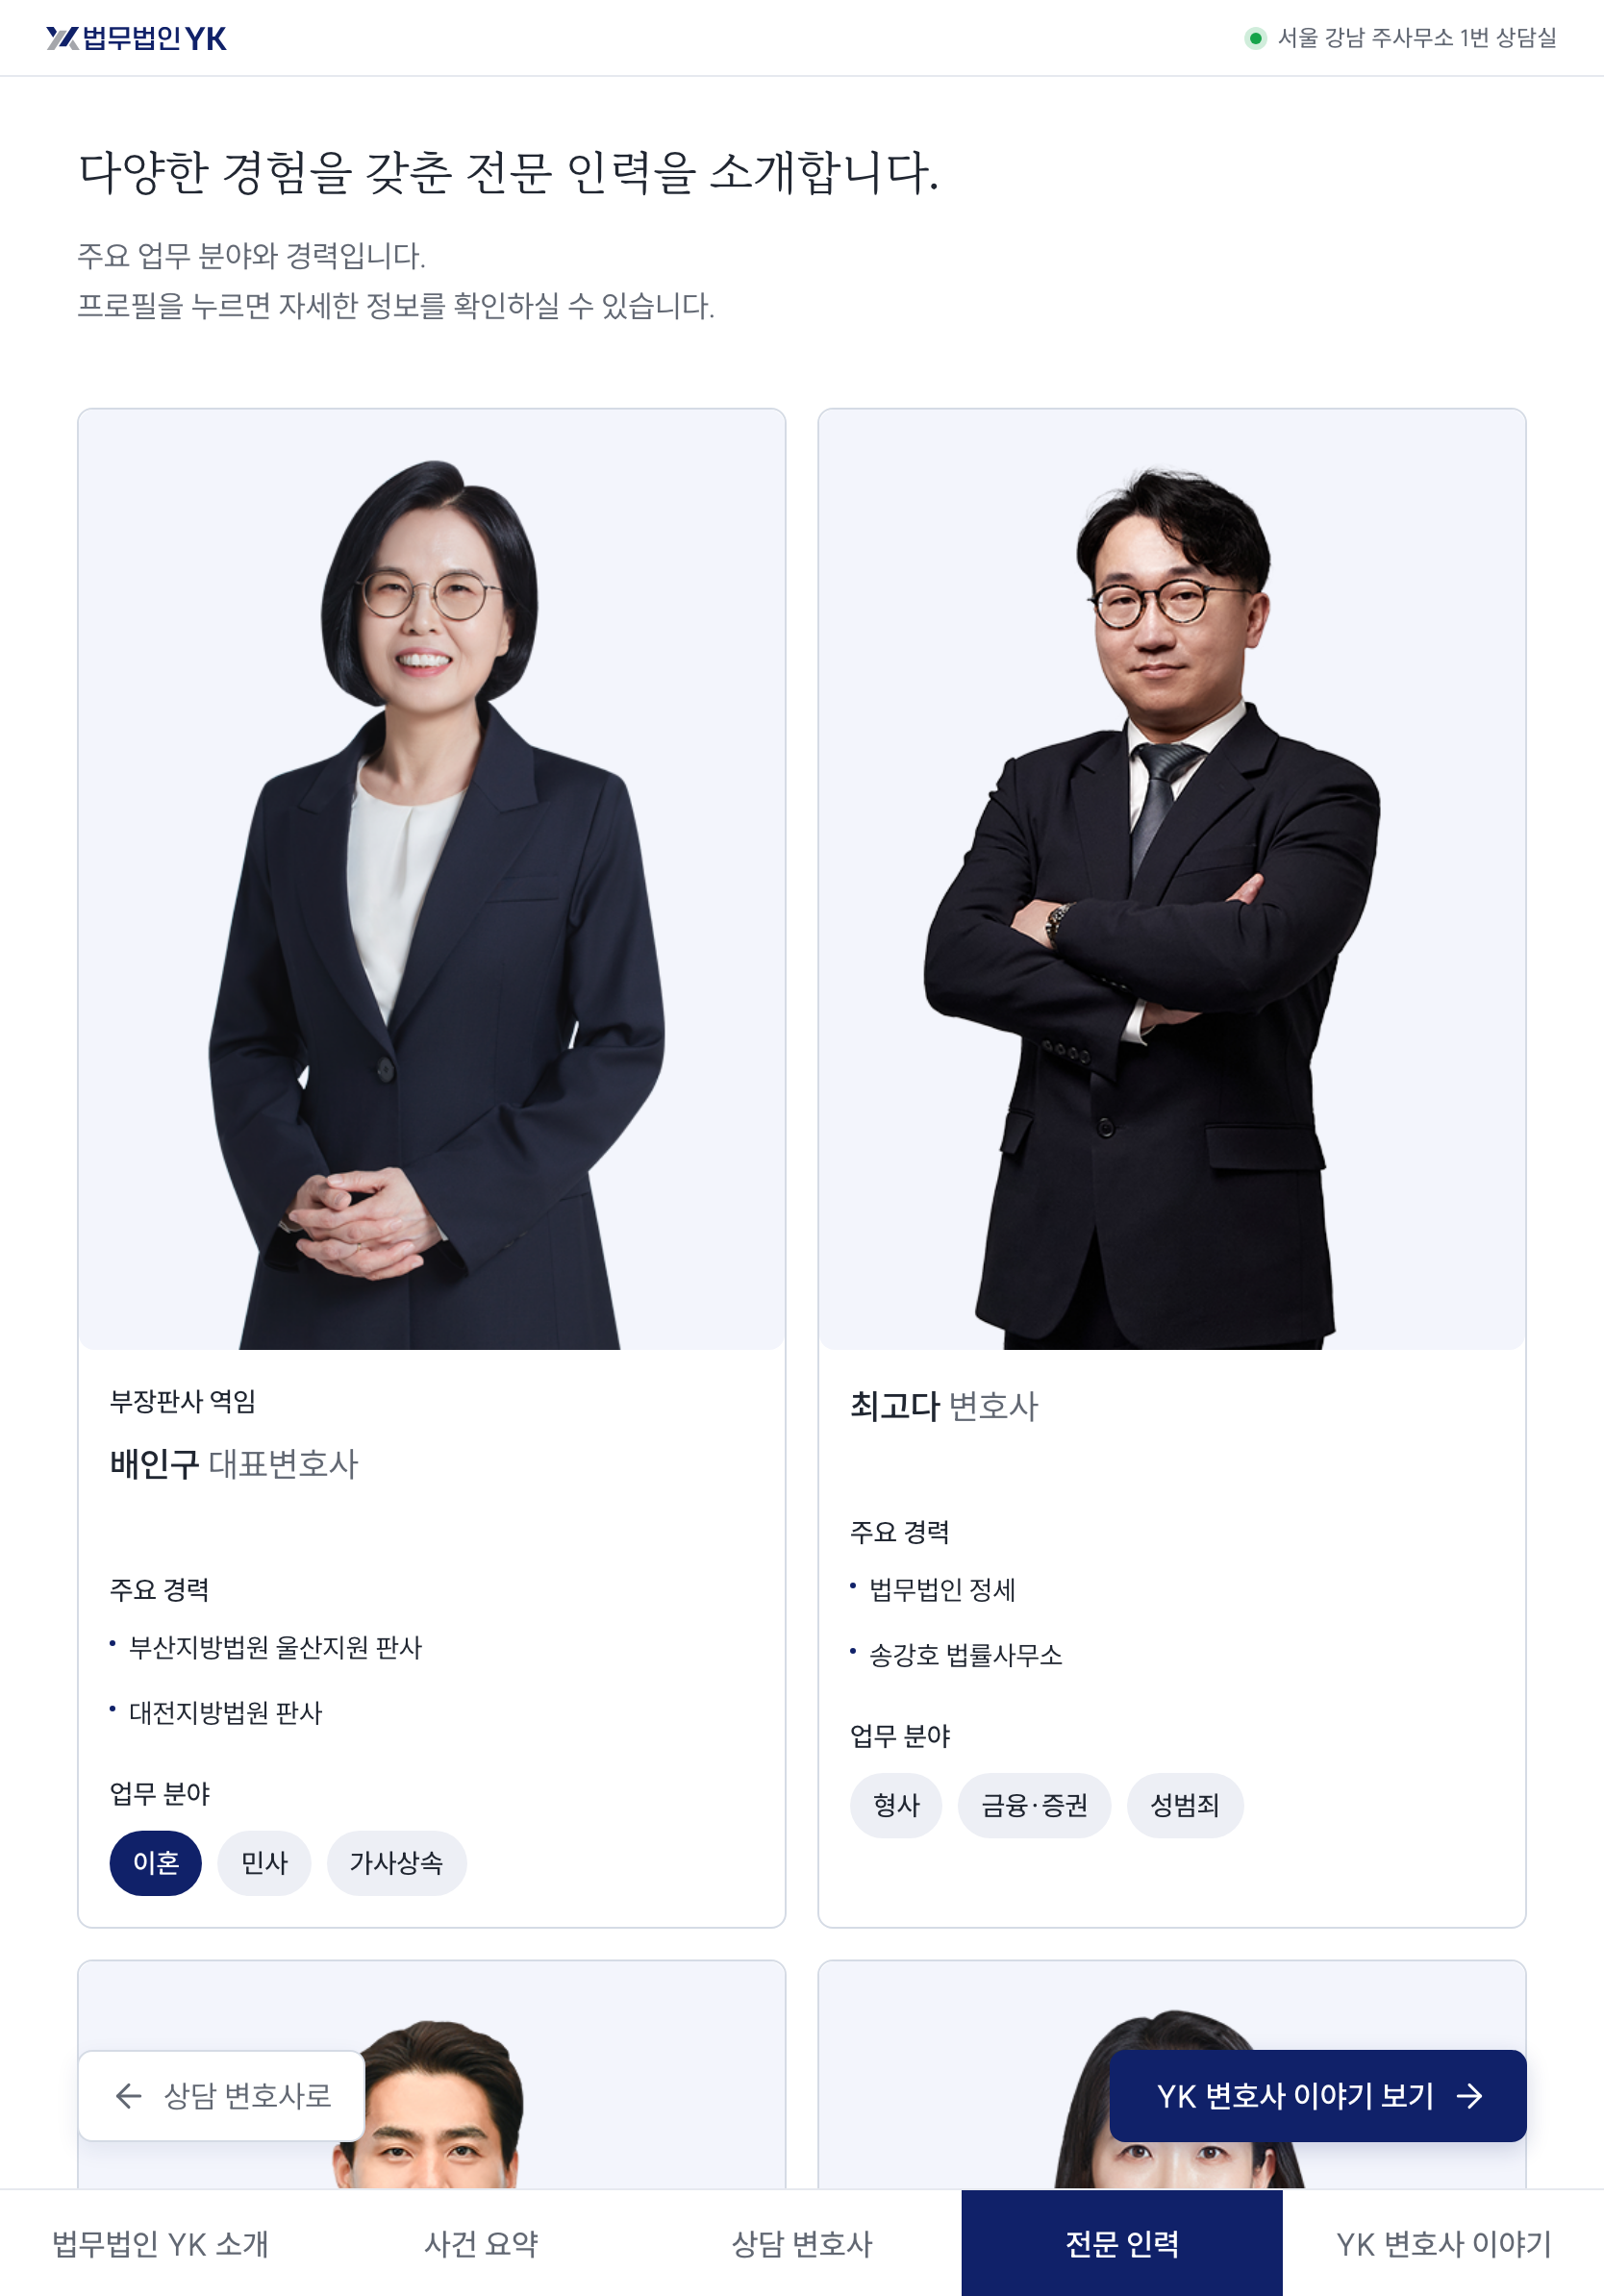 법무법인 YK
서울 강남 주사무소 1번 상담실
다양한 경험을 갖춘 전문 인력을 소개합니다.
주요 업무 분야와 경력입니다.
프로필을 누르면 자세한 정보를 확인하실 수 있습니다.
부장판사 역임
배인구 대표변호사
주요 경력
• 부산지방법원 울산지원 판사
• 대전지방법원 판사
업무 분야
이혼 민사 가사상속
최고다 변호사
주요 경력
• 법무법인 정세
• 송강호 법률사무소
업무 분야
형사 금융·증권 성범죄
← 상담 변호사로
YK 변호사 이야기 보기 →
법무법인 YK 소개 사건 요약 상담 변호사 전문 인력 YK 변호사 이야기